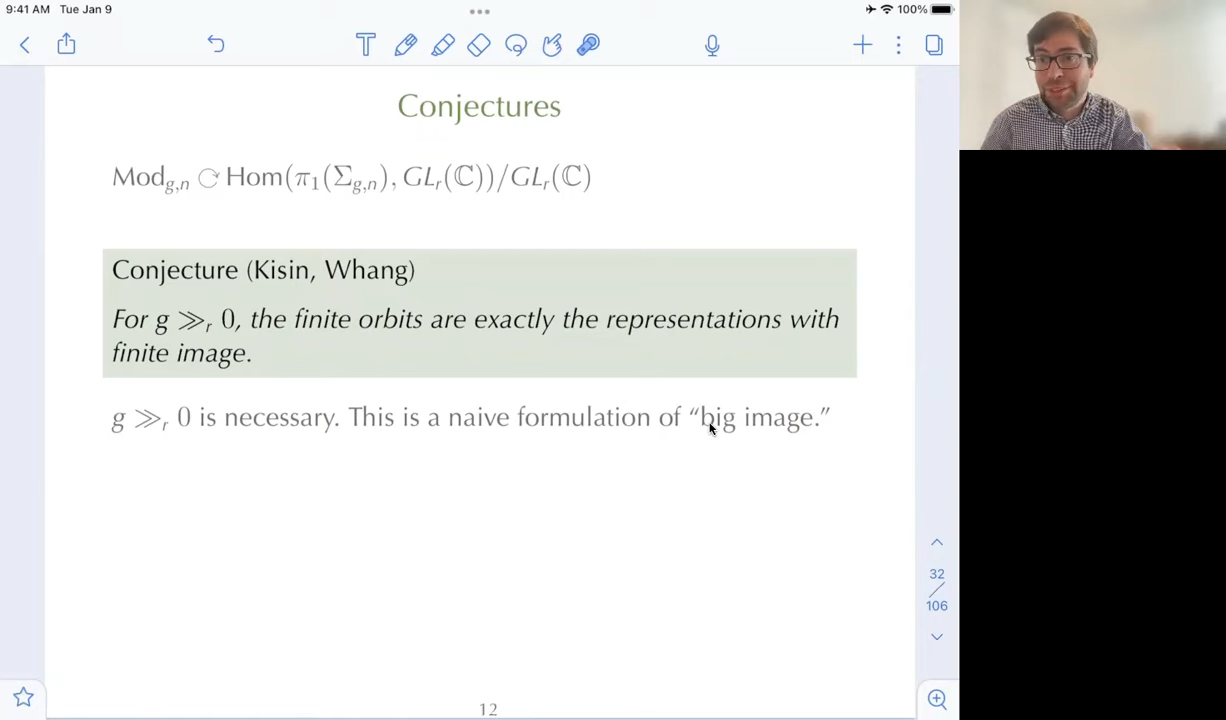 9:41 AM Tue Jan 9
100%
Conjectures
Mod_{g,n} ⟳ Hom(π₁(Σ_{g,n}), GL_r(ℂ))/GL_r(ℂ)
Conjecture (Kisin, Whang)
For g ≫_r 0, the finite orbits are exactly the representations with
finite image.
g ≫_r 0 is necessary. This is a naive formulation of “big image.”
32
106
12